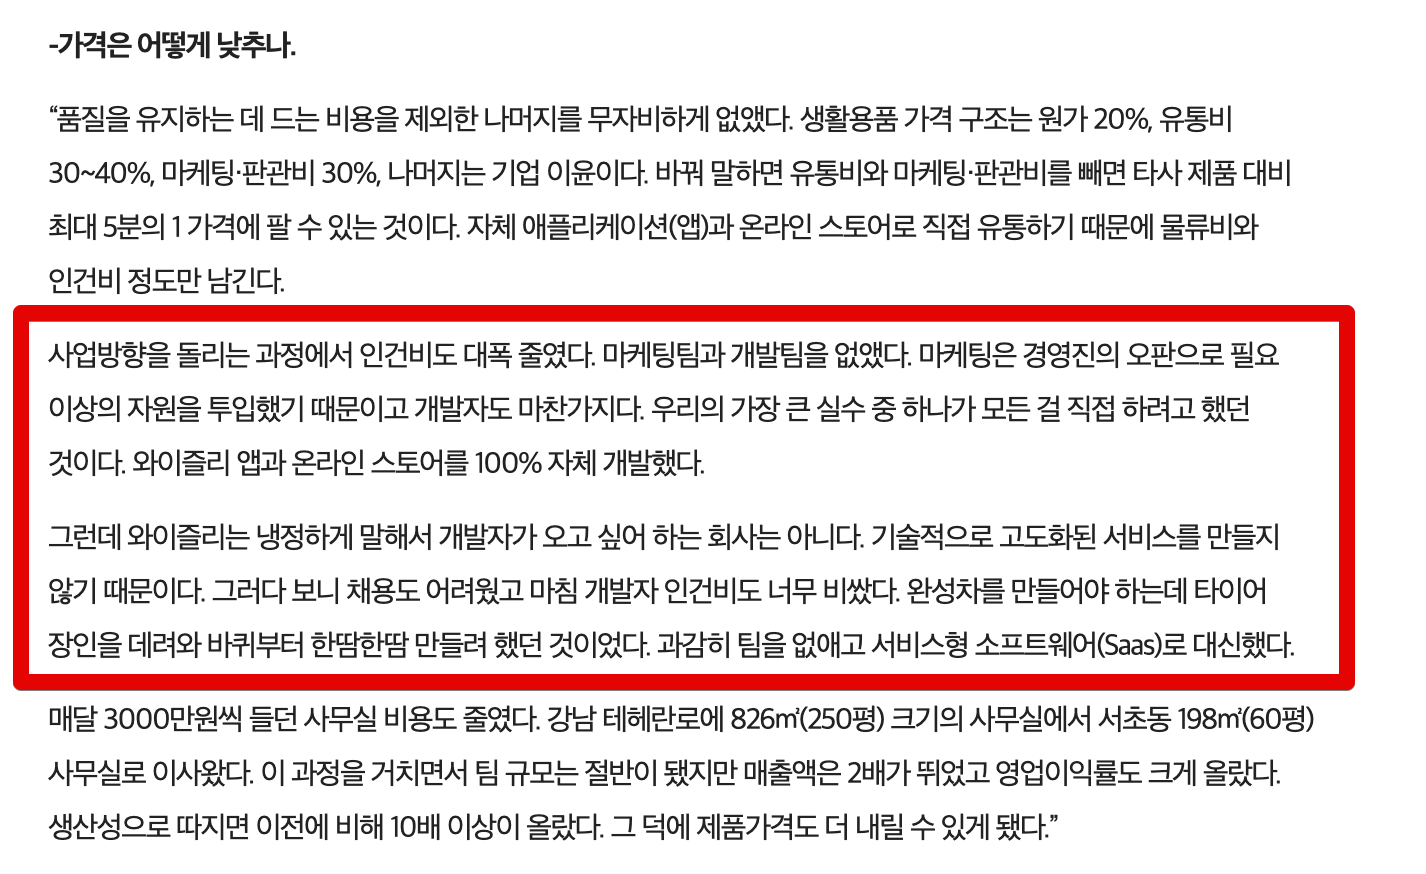 -가격은 어떻게 낮추나.
“품질을 유지하는 데 드는 비용을 제외한 나머지를 무자비하게 없앴다. 생활용품 가격 구조는 원가 20%, 유통비
30~40%, 마케팅·판관비 30%, 나머지는 기업 이윤이다. 바꿔 말하면 유통비와 마케팅·판관비를 빼면 타사 제품 대비
최대 5분의 1 가격에 팔 수 있는 것이다. 자체 애플리케이션(앱)과 온라인 스토어로 직접 유통하기 때문에 물류비와
인건비 정도만 남긴다.
사업방향을 돌리는 과정에서 인건비도 대폭 줄였다. 마케팅팀과 개발팀을 없앴다. 마케팅은 경영진의 오판으로 필요
이상의 자원을 투입했기 때문이고 개발자도 마찬가지다. 우리의 가장 큰 실수 중 하나가 모든 걸 직접 하려고 했던
것이다. 와이즐리 앱과 온라인 스토어를 100% 자체 개발했다.
그런데 와이즐리는 냉정하게 말해서 개발자가 오고 싶어 하는 회사는 아니다. 기술적으로 고도화된 서비스를 만들지
않기 때문이다. 그러다 보니 채용도 어려웠고 마침 개발자 인건비도 너무 비쌌다. 완성차를 만들어야 하는데 타이어
장인을 데려와 바퀴부터 한땀한땀 만들려 했던 것이었다. 과감히 팀을 없애고 서비스형 소프트웨어(Saas)로 대신했다.
매달 3000만원씩 들던 사무실 비용도 줄였다. 강남 테헤란로에 826㎡(250평) 크기의 사무실에서 서초동 198㎡(60평)
사무실로 이사왔다. 이 과정을 거치면서 팀 규모는 절반이 됐지만 매출액은 2배가 뛰었고 영업이익률도 크게 올랐다.
생산성으로 따지면 이전에 비해 10배 이상이 올랐다. 그 덕에 제품가격도 더 내릴 수 있게 됐다.”